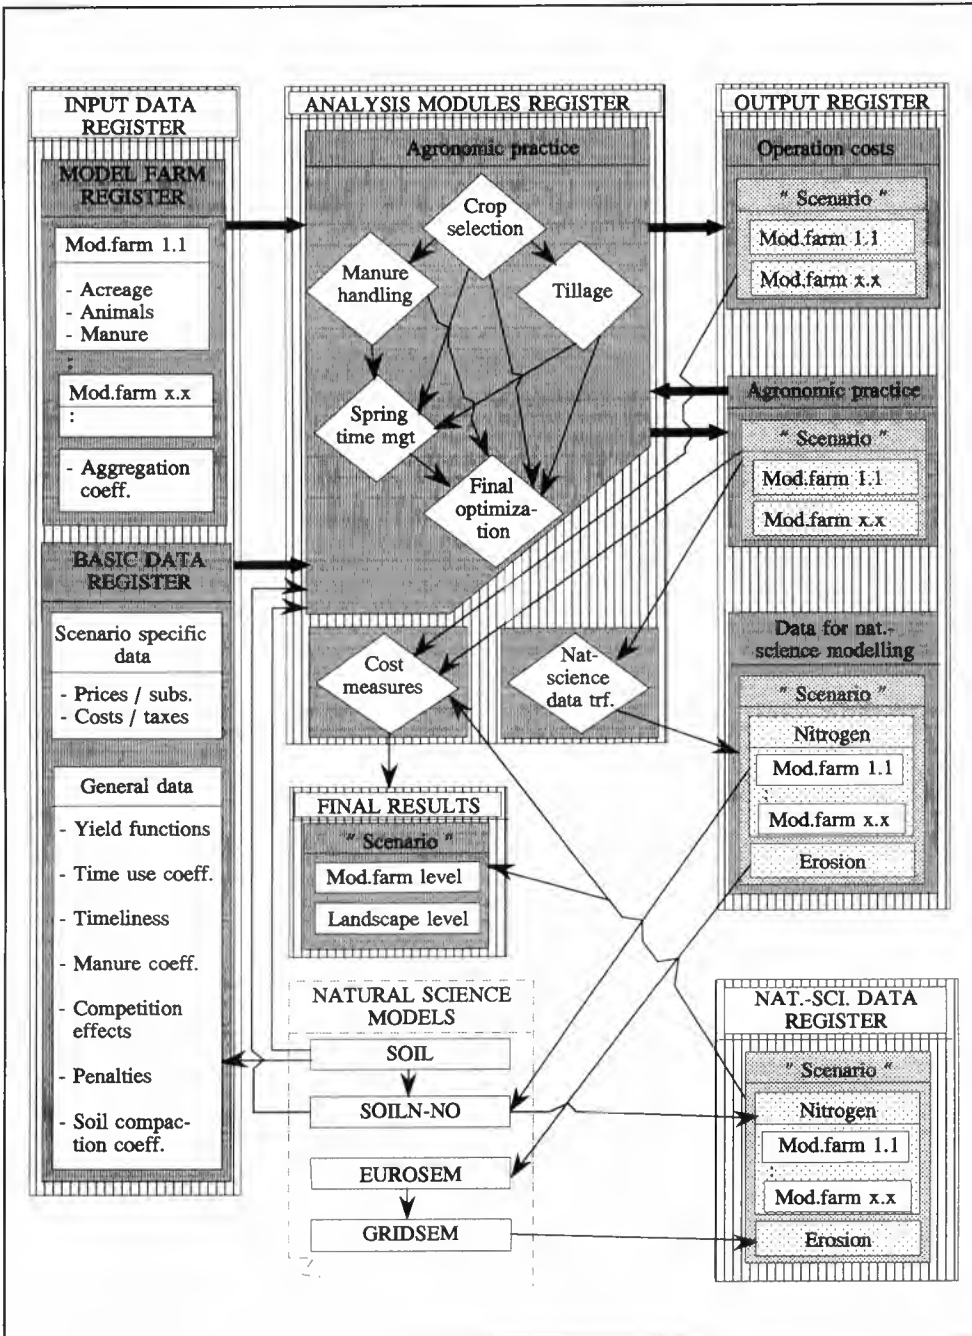 INPUT DATA
REGISTER
MODEL FARM
REGISTER
Mod.farm 1.1
- Acreage
- Animals
- Manure
:
Mod.farm x.x
:
- Aggregation
coeff.
BASIC DATA
REGISTER
Scenario specific
data
- Prices / subs.
- Costs / taxes
General data
- Yield functions
- Time use coeff.
- Timeliness
- Manure coeff.
- Competition
effects
- Penalties
- Soil compac-
tion coeff.
ANALYSIS MODULES REGISTER
Agronomic practice
Crop
selection
Manure
handling
Tillage
Spring
time mgt
Final
optimiza-
tion
Cost
measures
Nat-
science
data trf.
FINAL RESULTS
" Scenario "
Mod.farm level
Landscape level
NATURAL SCIENCE
MODELS
SOIL
SOILN-NO
EUROSEM
GRIDSEM
OUTPUT REGISTER
Operation costs
" Scenario "
Mod.farm 1.1
Mod.farm x.x
Agronomic practice
" Scenario "
Mod.farm 1.1
Mod.farm x.x
Data for nat.-
science modelling
" Scenario "
Nitrogen
Mod.farm 1.1
:
Mod.farm x.x
Erosion
NAT.-SCI. DATA
REGISTER
" Scenario "
Nitrogen
Mod.farm 1.1
:
Mod.farm x.x
Erosion